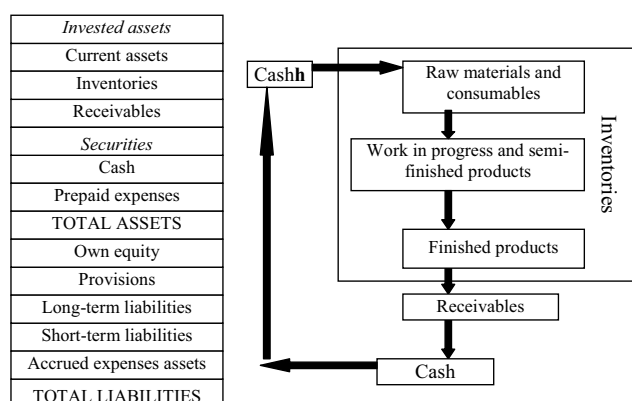 Invested assets
Current assets
Inventories
Receivables
Securities
Cash
Prepaid expenses
TOTAL ASSETS
Own equity
Provisions
Long-term liabilities
Short-term liabilities
Accrued expenses assets
TOTAL LIABILITIES
Cashh
Raw materials and
consumables
Work in progress and semi-
finished products
Finished products
Inventories
Receivables
Cash